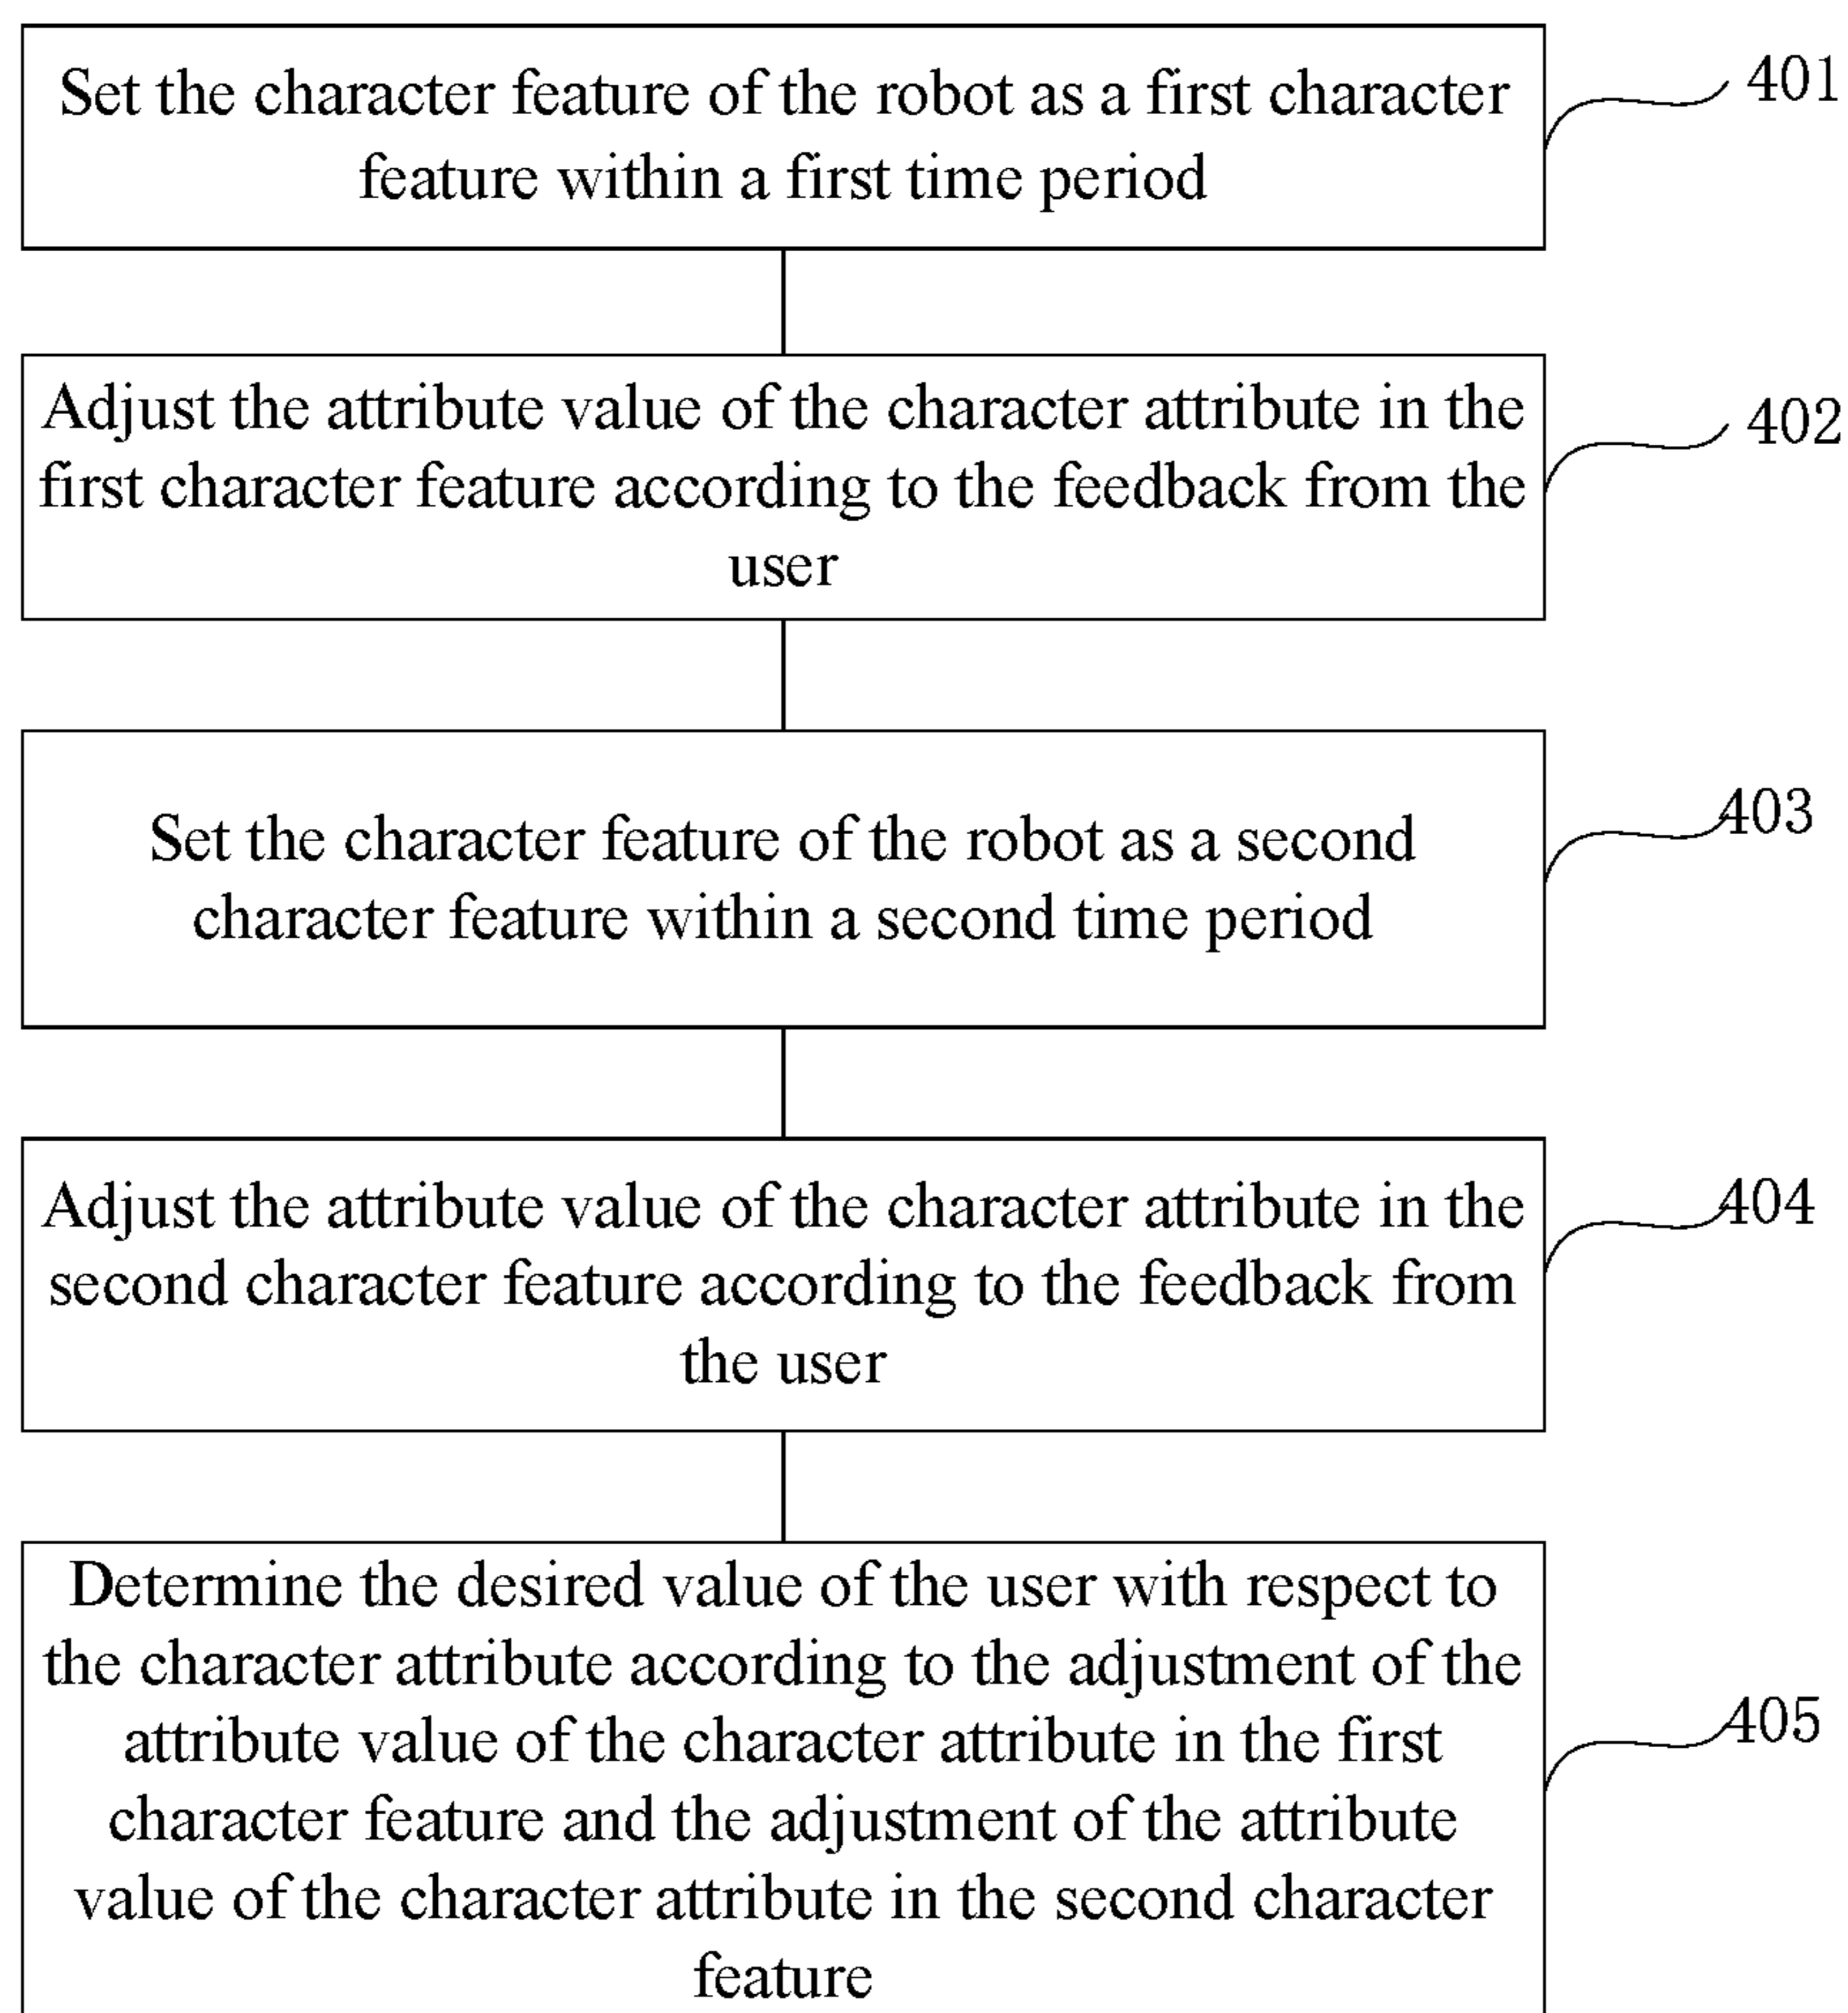 Set the character feature of the robot as a first character
feature within a first time period
401
Adjust the attribute value of the character attribute in the
first character feature according to the feedback from the
user
402
Set the character feature of the robot as a second
character feature within a second time period
403
Adjust the attribute value of the character attribute in the
second character feature according to the feedback from
the user
404
Determine the desired value of the user with respect to
the character attribute according to the adjustment of the
attribute value of the character attribute in the first
character feature and the adjustment of the attribute
value of the character attribute in the second character
feature
405